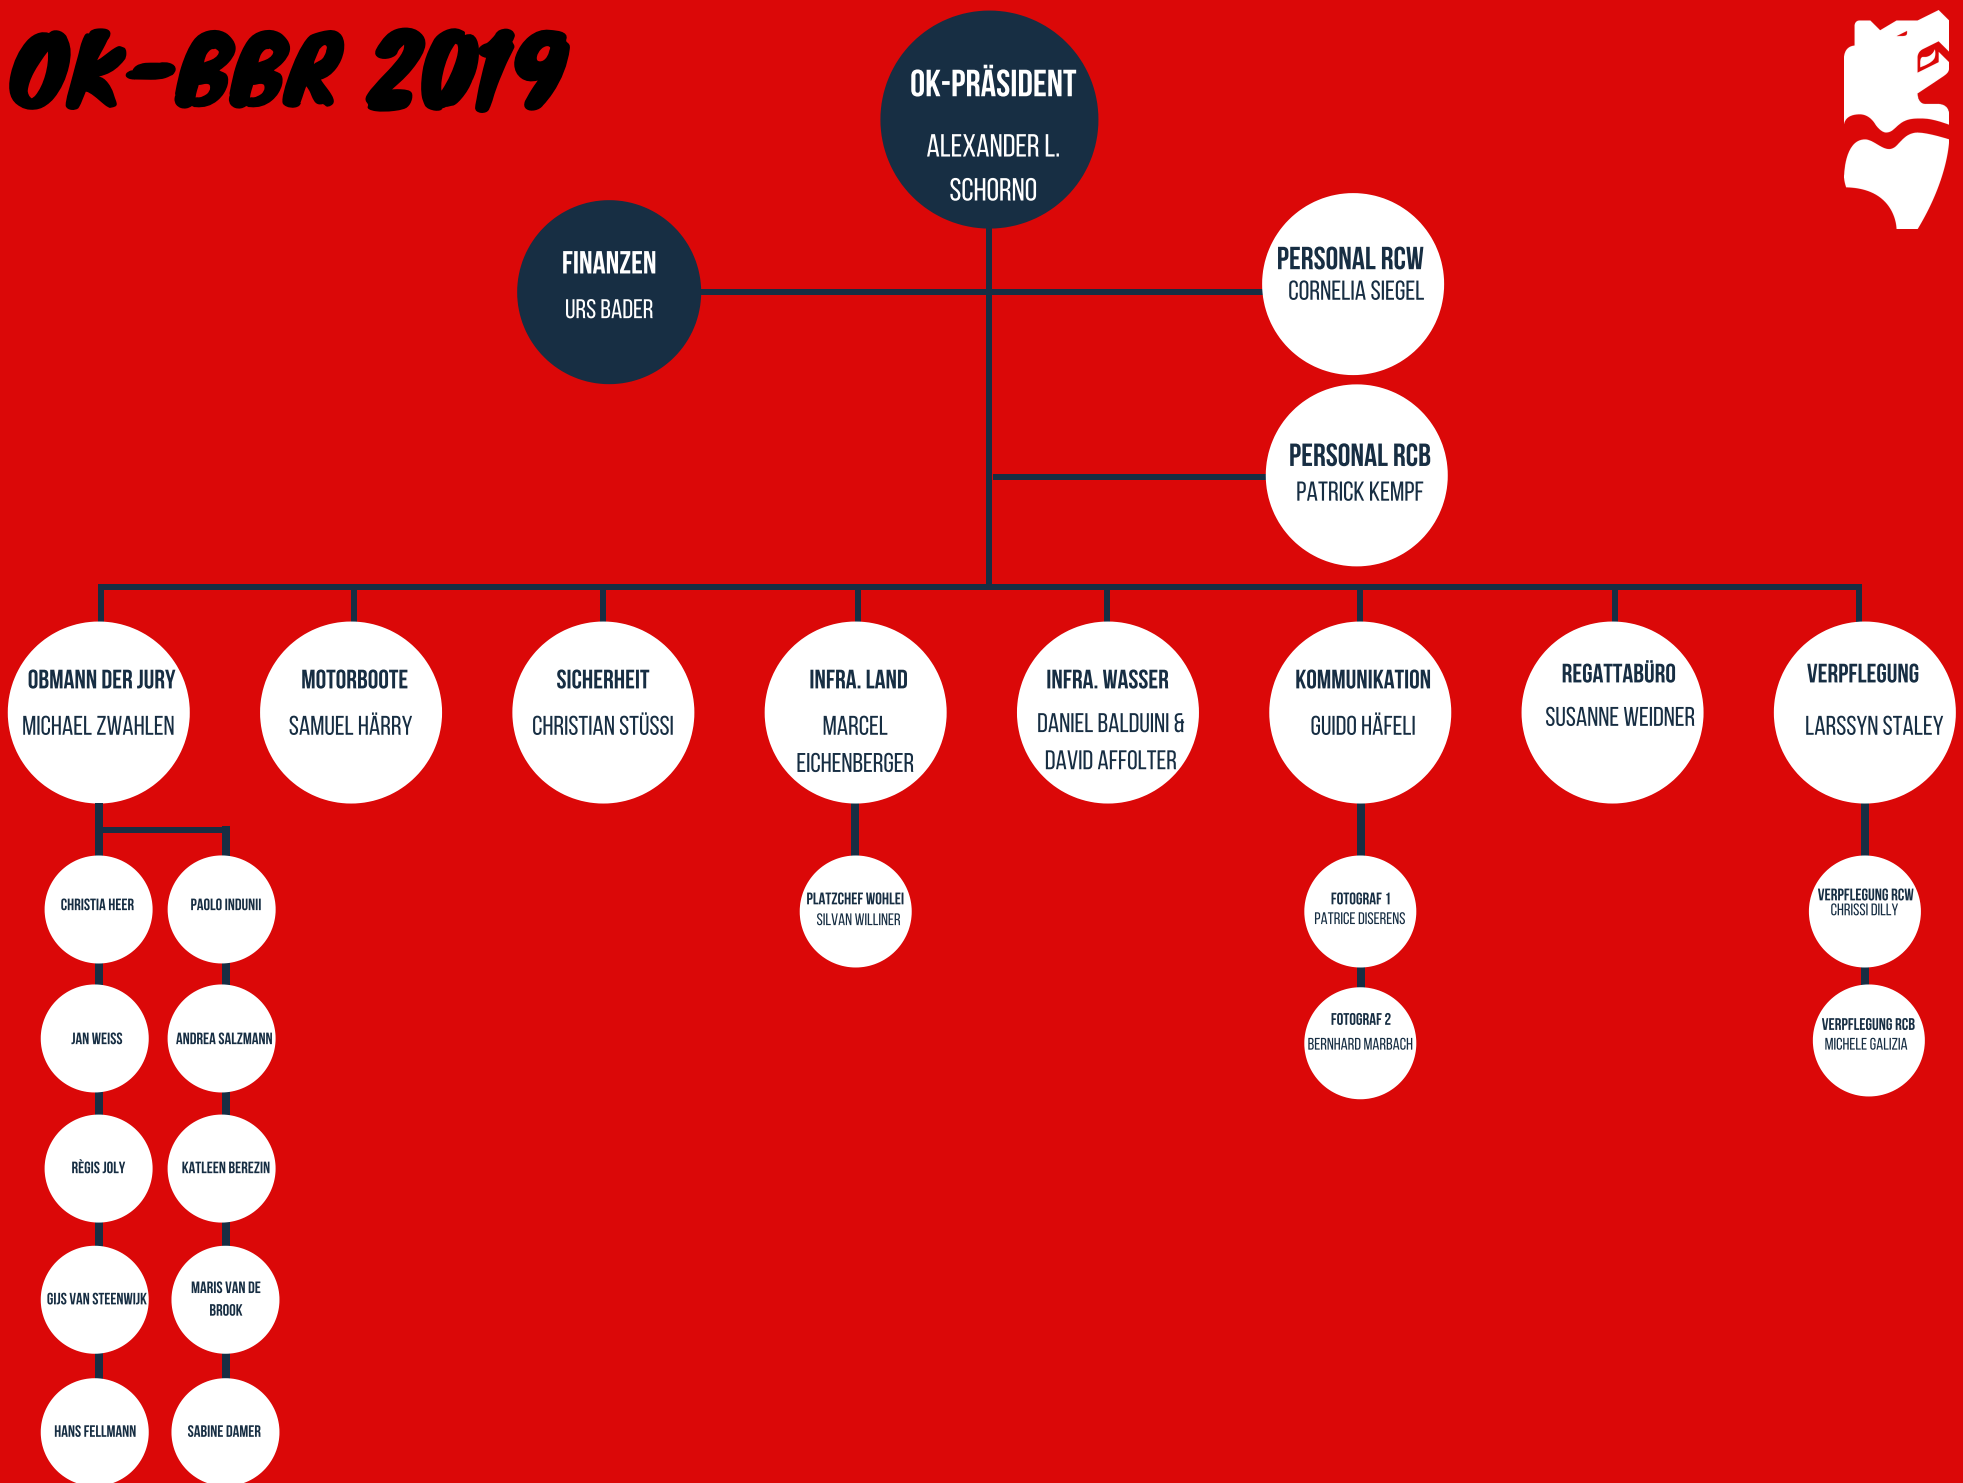 OK-BBR 2019
OK-PRÄSIDENT
ALEXANDER L.
SCHORNO
FINANZEN
URS BADER
PERSONAL RCW
CORNELIA SIEGEL
PERSONAL RCB
PATRICK KEMPF
OBMANN DER JURY
MICHAEL ZWAHLEN
MOTORBOOTE
SAMUEL HÄRRY
SICHERHEIT
CHRISTIAN STÜSSI
INFRA. LAND
MARCEL
EICHENBERGER
INFRA. WASSER
DANIEL BALDUINI &
DAVID AFFOLTER
KOMMUNIKATION
GUIDO HÄFELI
REGATTABÜRO
SUSANNE WEIDNER
VERPFLEGUNG
LARSSYN STALEY
CHRISTIA HEER
PAOLO INDUNII
JAN WEISS
ANDREA SALZMANN
RÈGIS JOLY
KATLEEN BEREZIN
GIJS VAN STEENWIJK
MARIS VAN DE
BROOK
HANS FELLMANN
SABINE DAMER
PLATZCHEF WOHLEI
SILVAN WILLINER
FOTOGRAF 1
PATRICE DISERENS
FOTOGRAF 2
BERNHARD MARBACH
VERPFLEGUNG RCW
CHRISSI DILLY
VERPFLEGUNG RCB
MICHELE GALIZIA